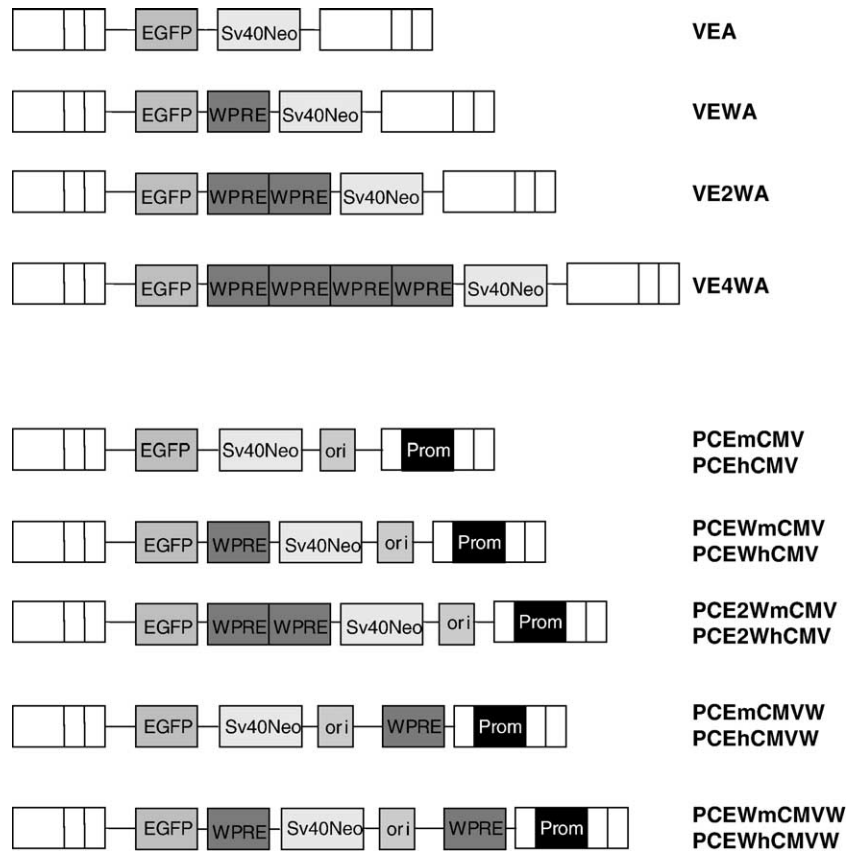 EGFP Sv40Neo VEA
EGFP WPRE Sv40Neo VEWA
EGFP WPRE WPRE Sv40Neo VE2WA
EGFP WPRE WPRE WPRE WPRE Sv40Neo VE4WA
EGFP Sv40Neo ori Prom PCEmCMV
PCEhCMV
EGFP WPRE Sv40Neo ori Prom PCEWmCMV
PCEWhCMV
EGFP WPRE WPRE Sv40Neo ori Prom PCE2WmCMV
PCE2WhCMV
EGFP Sv40Neo ori WPRE Prom PCEmCMVW
PCEhCMVW
EGFP WPRE Sv40Neo ori WPRE Prom PCEWmCMVW
PCEWhCMVW